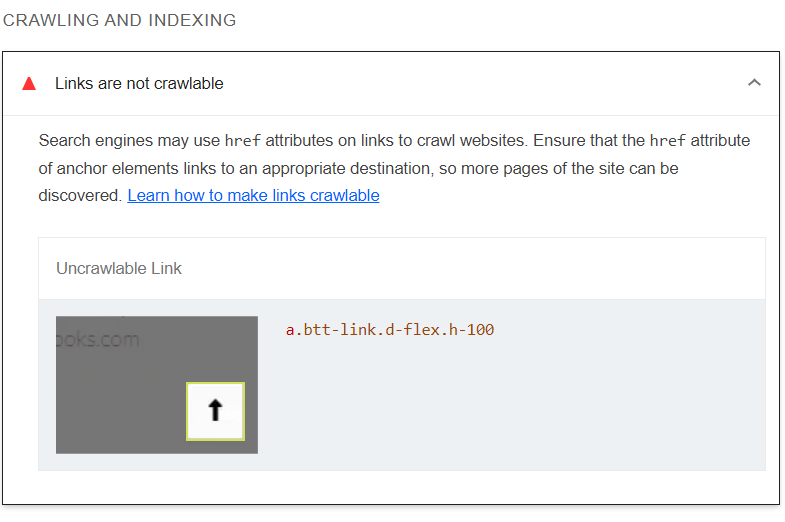 CRAWLING AND INDEXING
Links are not crawlable
Search engines may use href attributes on links to crawl websites. Ensure that the href attribute
of anchor elements links to an appropriate destination, so more pages of the site can be
discovered. Learn how to make links crawlable
Uncrawlable Link
ooks.com
a.btt-link.d-flex.h-100